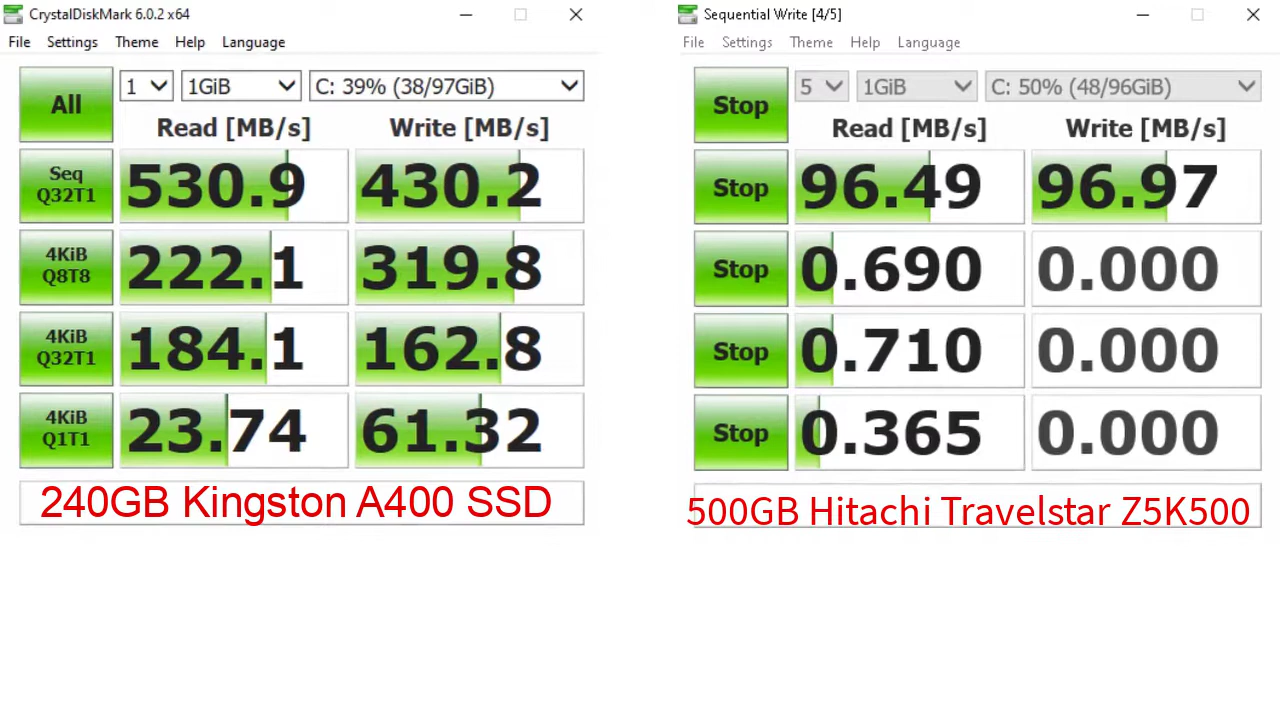 CrystalDiskMark 6.0.2 x64
File Settings Theme Help Language
All 1 1GiB C: 39% (38/97GiB)
Read [MB/s] Write [MB/s]
Seq Q32T1 530.9 430.2
4KiB Q8T8 222.1 319.8
4KiB Q32T1 184.1 162.8
4KiB Q1T1 23.74 61.32
240GB Kingston A400 SSD
Sequential Write [4/5]
File Settings Theme Help Language
Stop 5 1GiB C: 50% (48/96GiB)
Read [MB/s] Write [MB/s]
Stop 96.49 96.97
Stop 0.690 0.000
Stop 0.710 0.000
Stop 0.365 0.000
500GB Hitachi Travelstar Z5K500